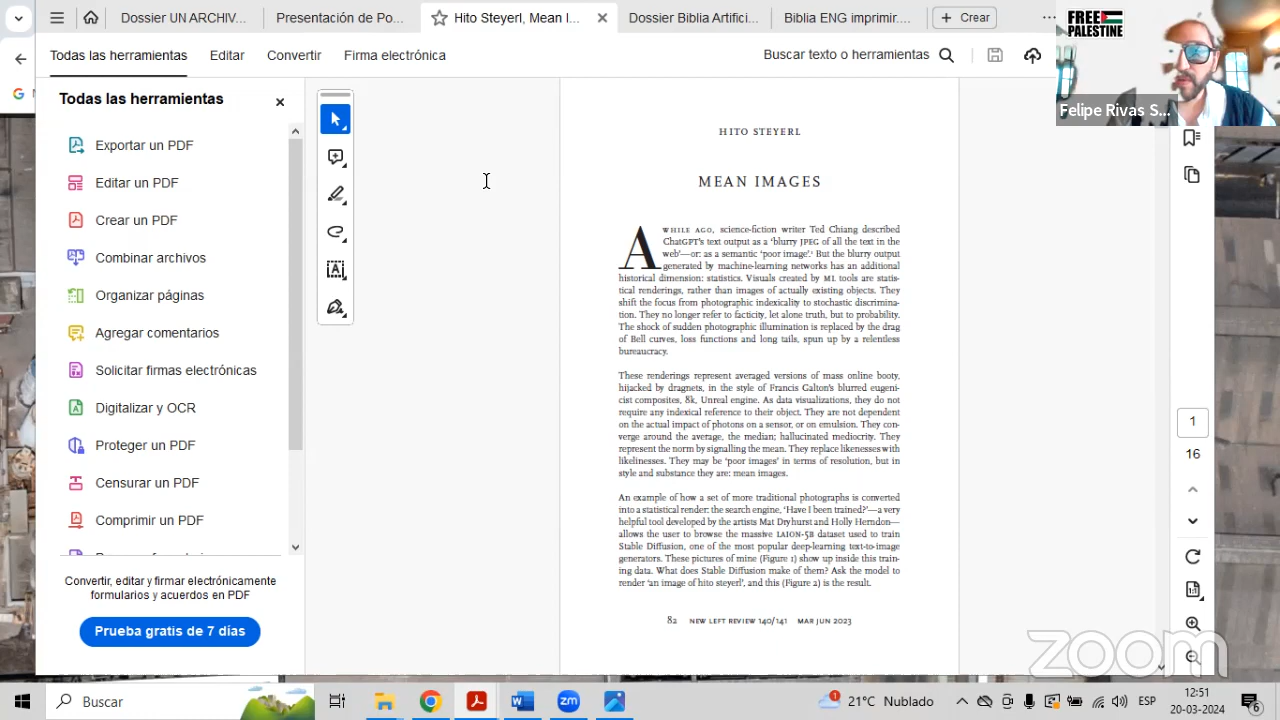 Dossier UN ARCHIV...
Presentación de Po...
Hito Steyerl, Mean I...
Dossier Biblia Artifici...
Biblia ENG imprimir....
Crear
FREE
PALESTINE
Todas las herramientas
Editar
Convertir
Firma electrónica
Buscar texto o herramientas
Felipe Rivas S...
Todas las herramientas
Exportar un PDF
Editar un PDF
Crear un PDF
Combinar archivos
Organizar páginas
Agregar comentarios
Solicitar firmas electrónicas
Digitalizar y OCR
Proteger un PDF
Censurar un PDF
Comprimir un PDF
Convertir, editar y firmar electrónicamente
formularios y acuerdos en PDF
Prueba gratis de 7 días
HITO STEYERL
MEAN IMAGES
A WHILE AGO, science-fiction writer Ted Chiang described
ChatGPT's text output as a 'blurry JPEG of all the text in the
web'—or: as a semantic 'poor image'.¹ But the blurry output
generated by machine-learning networks has an additional
historical dimension: statistics. Visuals created by ML tools are statis-
tical renderings, rather than images of actually existing objects. They
shift the focus from photographic indexicality to stochastic discrimina-
tion. They no longer refer to facticity, let alone truth, but to probability.
The shock of sudden photographic illumination is replaced by the drag
of Bell curves, loss functions and long tails, spun up by a relentless
bureaucracy.
These renderings represent averaged versions of mass online booty,
hijacked by dragnets, in the style of Francis Galton's blurred eugeni-
cist composites, 8k, Unreal engine. As data visualizations, they do not
require any indexical reference to their object. They are not dependent
on the actual impact of photons on a sensor, or on emulsion. They con-
verge around the average, the median; hallucinated mediocrity. They
represent the norm by signalling the mean. They replace likenesses with
likelinesses. They may be 'poor images' in terms of resolution, but in
style and substance they are: mean images.
An example of how a set of more traditional photographs is converted
into a statistical render: the search engine, 'Have I been trained?'—a very
helpful tool developed by the artists Mat Dryhurst and Holly Herndon—
allows the user to browse the massive LAION-5B dataset used to train
Stable Diffusion, one of the most popular deep-learning text-to-image
generators. These pictures of mine (Figure 1) show up inside this train-
ing data. What does Stable Diffusion make of them? Ask the model to
render 'an image of hito steyerl', and this (Figure 2) is the result.
82 NEW LEFT REVIEW 140/141 MAR JUN 2023
1
16
1:1
zoom
Buscar
W
zm
1
21°C Nublado
ESP
12:51
20-03-2024
6